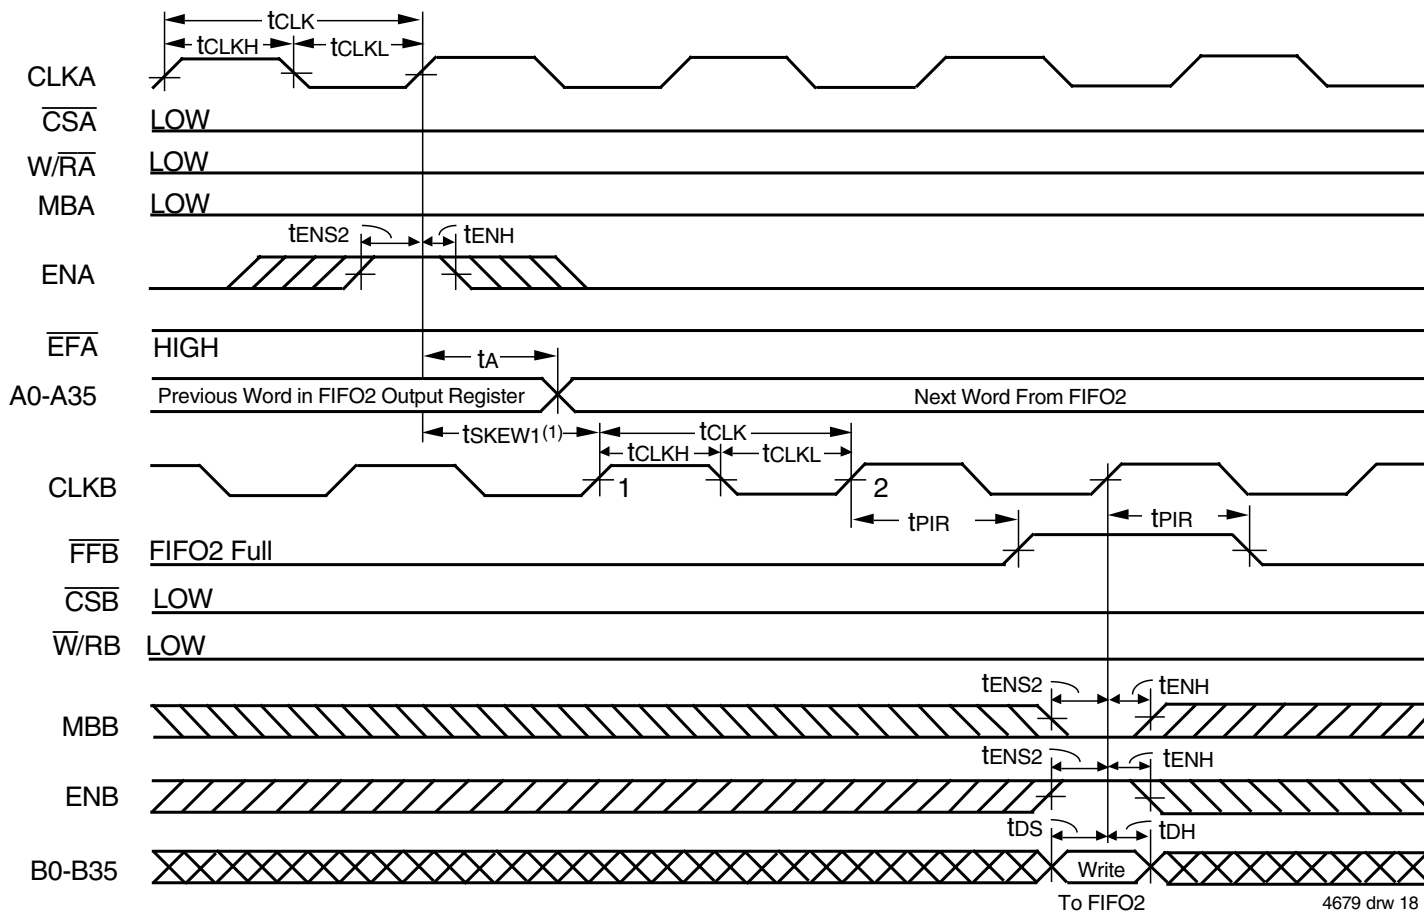 tCLK
tCLKH tCLKL
CLKA
CSA LOW
W/RA LOW
MBA LOW
tENS2 tENH
ENA
EFA HIGH
tA
A0-A35 Previous Word in FIFO2 Output Register Next Word From FIFO2
tSKEW1(1) tCLK
tCLKH tCLKL
CLKB 1 2
tPIR tPIR
FFB FIFO2 Full
CSB LOW
W/RB LOW
tENS2 tENH
MBB
tENS2 tENH
ENB
tDS tDH
B0-B35 Write
To FIFO2
4679 drw 18